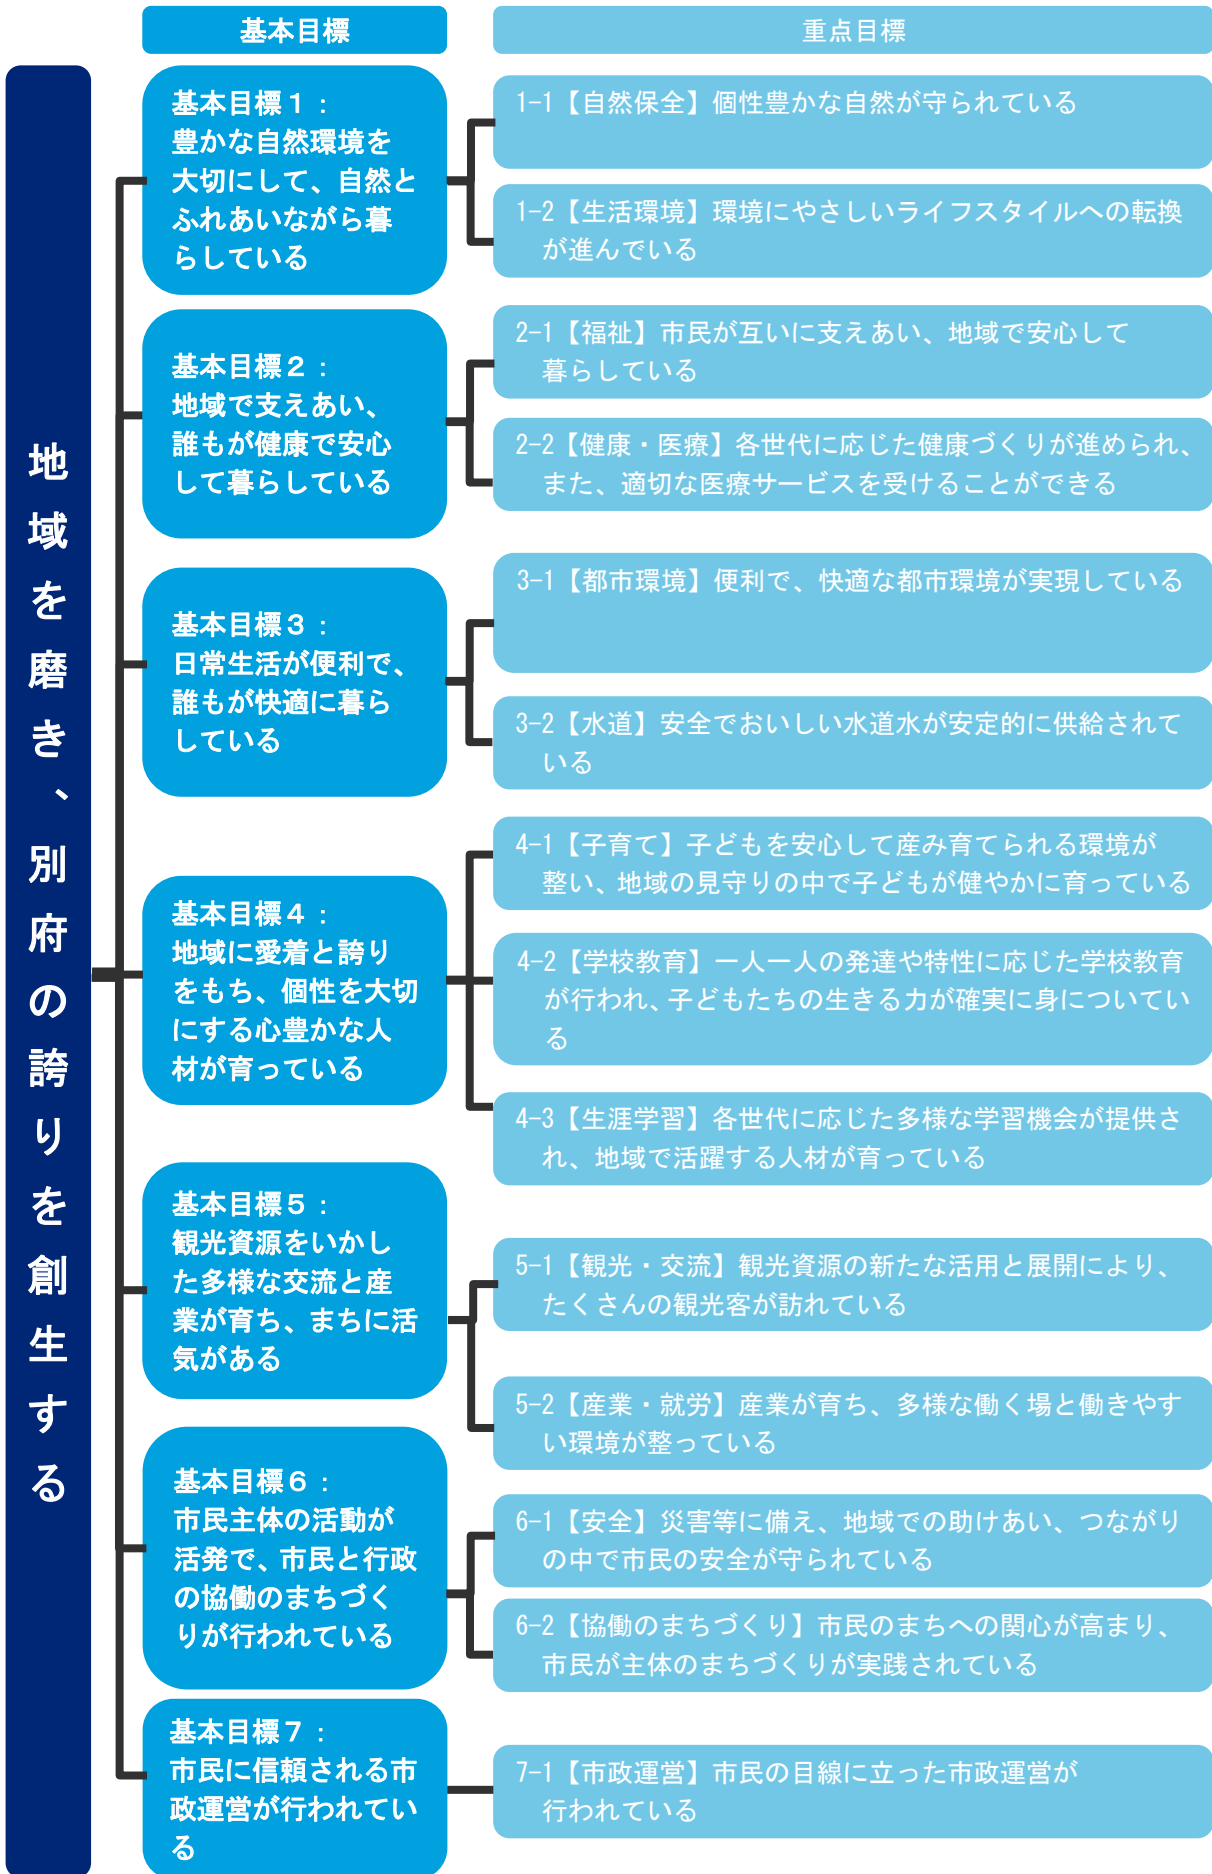 基本目標
重点目標
地域を磨き、別府の誇りを創生する
基本目標１：
豊かな自然環境を
大切にして、自然と
ふれあいながら暮
らしている
1-1【自然保全】個性豊かな自然が守られている
1-2【生活環境】環境にやさしいライフスタイルへの転換
が進んでいる
基本目標２：
地域で支えあい、
誰もが健康で安心
して暮らしている
2-1【福祉】市民が互いに支えあい、地域で安心して
暮らしている
2-2【健康・医療】各世代に応じた健康づくりが進められ、
また、適切な医療サービスを受けることができる
基本目標３：
日常生活が便利で、
誰もが快適に暮ら
している
3-1【都市環境】便利で、快適な都市環境が実現している
3-2【水道】安全でおいしい水道水が安定的に供給されて
いる
基本目標４：
地域に愛着と誇り
をもち、個性を大切
にする心豊かな人
材が育っている
4-1【子育て】子どもを安心して産み育てられる環境が
整い、地域の見守りの中で子どもが健やかに育っている
4-2【学校教育】一人一人の発達や特性に応じた学校教育
が行われ、子どもたちの生きる力が確実に身についてい
る
4-3【生涯学習】各世代に応じた多様な学習機会が提供さ
れ、地域で活躍する人材が育っている
基本目標５：
観光資源をいかし
た多様な交流と産
業が育ち、まちに活
気がある
5-1【観光・交流】観光資源の新たな活用と展開により、
たくさんの観光客が訪れている
5-2【産業・就労】産業が育ち、多様な働く場と働きやす
い環境が整っている
基本目標６：
市民主体の活動が
活発で、市民と行政
の協働のまちづく
りが行われている
6-1【安全】災害等に備え、地域での助けあい、つながり
の中で市民の安全が守られている
6-2【協働のまちづくり】市民のまちへの関心が高まり、
市民が主体のまちづくりが実践されている
基本目標７：
市民に信頼される市
政運営が行われてい
る
7-1【市政運営】市民の目線に立った市政運営が
行われている